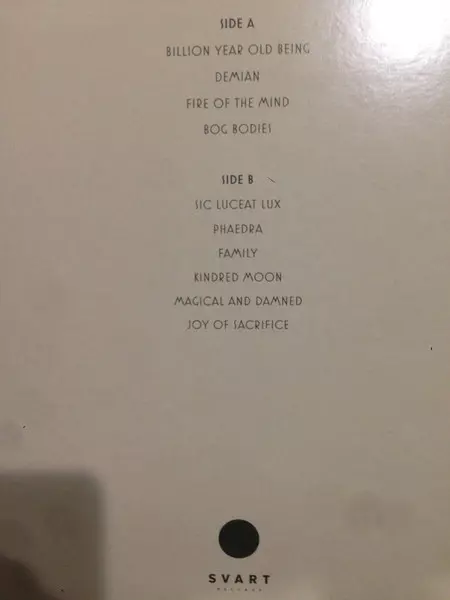 SIDE A
BILLION YEAR OLD BEING
DEMIAN
FIRE OF THE MIND
BOG BODIES
SIDE B
SIC LUCEAT LUX
PHAEDRA
FAMILY
KINDRED MOON
MAGICAL AND DAMNED
JOY OF SACRIFICE
SVART
RECORDS